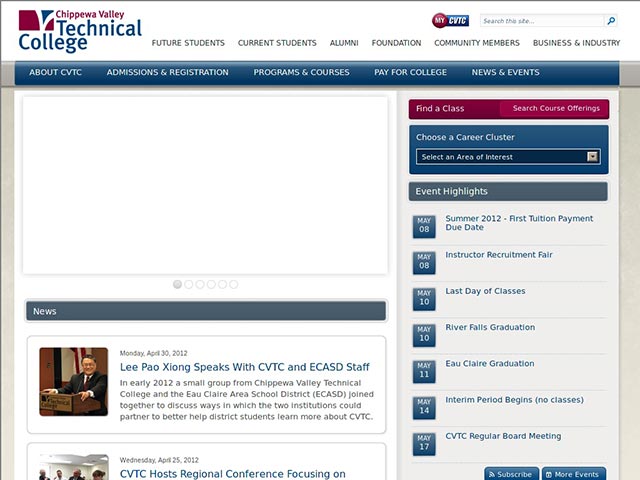 Chippewa Valley
Technical
College
my CVTC
Search this site...
FUTURE STUDENTS CURRENT STUDENTS ALUMNI FOUNDATION COMMUNITY MEMBERS BUSINESS & INDUSTRY
ABOUT CVTC ADMISSIONS & REGISTRATION PROGRAMS & COURSES PAY FOR COLLEGE NEWS & EVENTS
Find a Class Search Course Offerings
Choose a Career Cluster
Select an Area of Interest
Event Highlights
MAY
08
Summer 2012 - First Tuition Payment
Due Date
MAY
08
Instructor Recruitment Fair
MAY
10
Last Day of Classes
MAY
10
River Falls Graduation
MAY
11
Eau Claire Graduation
MAY
14
Interim Period Begins (no classes)
MAY
17
CVTC Regular Board Meeting
Subscribe More Events
News
Monday, April 30, 2012
Lee Pao Xiong Speaks With CVTC and ECASD Staff
In early 2012 a small group from Chippewa Valley Technical
College and the Eau Claire Area School District (ECASD) joined
together to discuss ways in which the two institutions could
partner to better help district students learn more about CVTC.
Wednesday, April 25, 2012
CVTC Hosts Regional Conference Focusing on